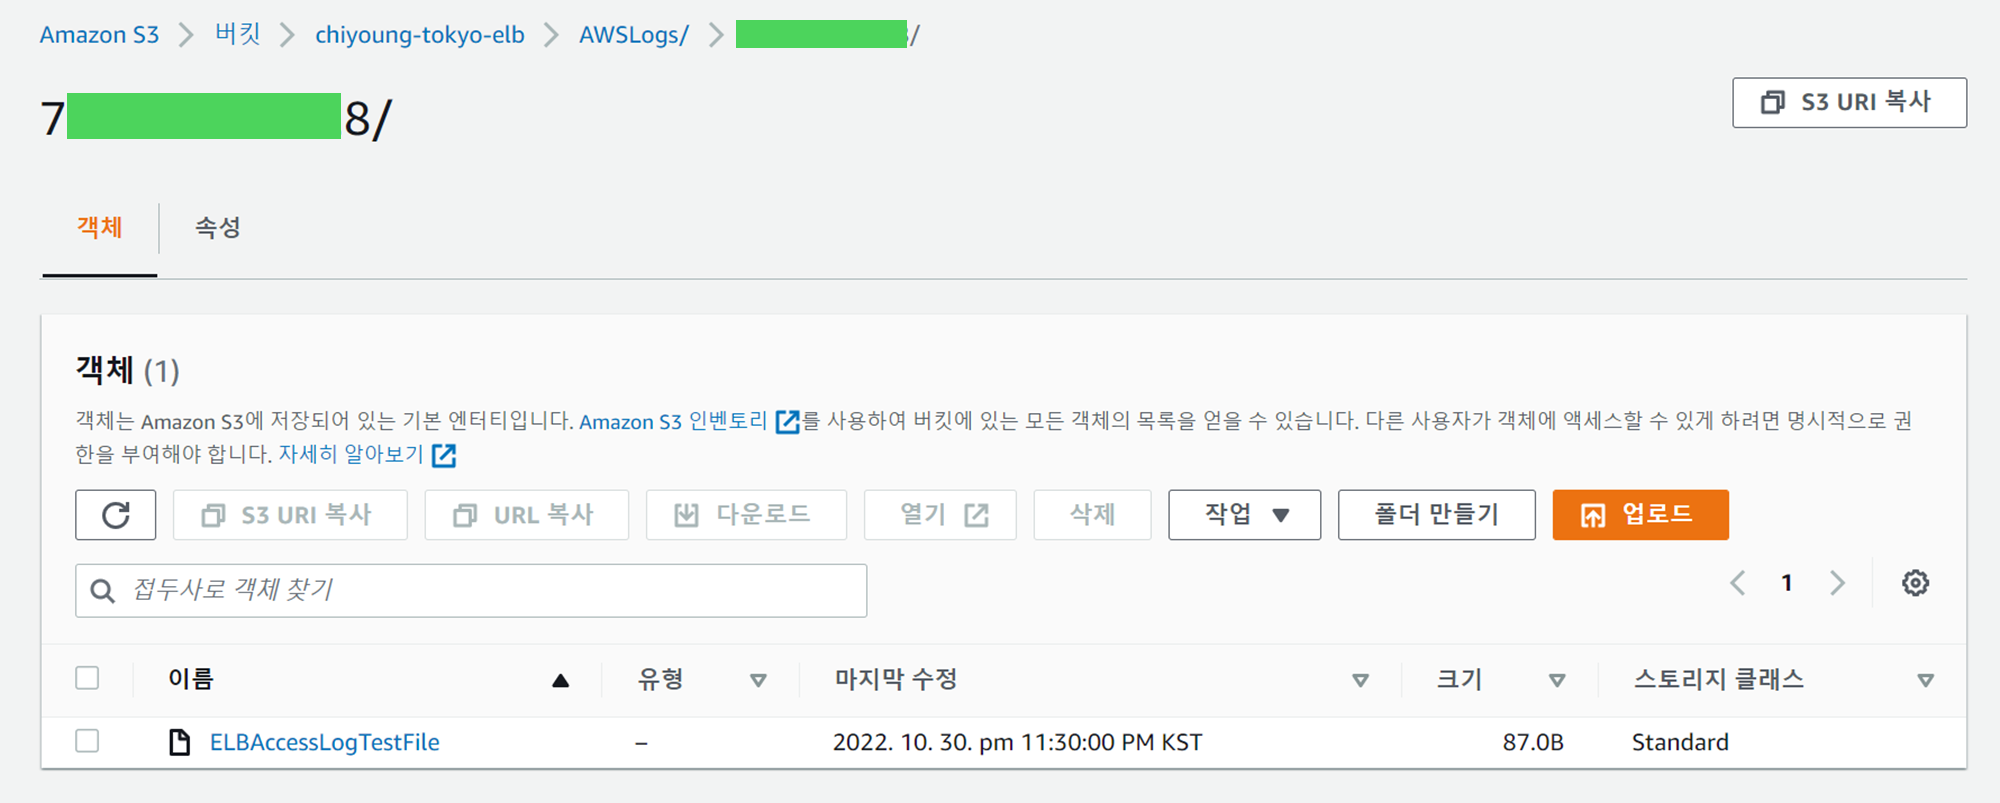 Amazon S3 > 버킷 > chiyoung-tokyo-elb > AWSLogs/ > /
7 8/
S3 URI 복사
객체 속성
객체 (1)
객체는 Amazon S3에 저장되어 있는 기본 엔터티입니다. Amazon S3 인벤토리 를 사용하여 버킷에 있는 모든 객체의 목록을 얻을 수 있습니다. 다른 사용자가 객체에 액세스할 수 있게 하려면 명시적으로 권
한을 부여해야 합니다. 자세히 알아보기
S3 URI 복사 URL 복사 다운로드 열기 삭제 작업 폴더 만들기 업로드
접두사로 객체 찾기 1
이름 유형 마지막 수정 크기 스토리지 클래스
ELBAccessLogTestFile – 2022. 10. 30. pm 11:30:00 PM KST 87.0B Standard